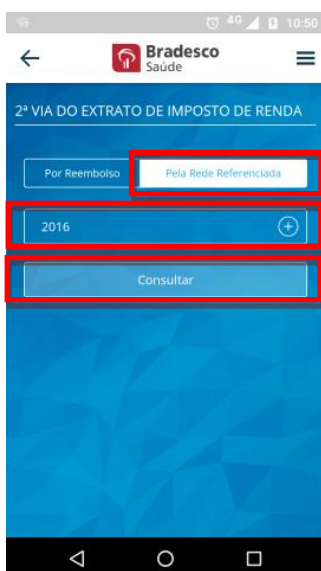 4G 10:50
Bradesco
Saúde
2ª VIA DO EXTRATO DE IMPOSTO DE RENDA
Por Reembolso Pela Rede Referenciada
2016
Consultar